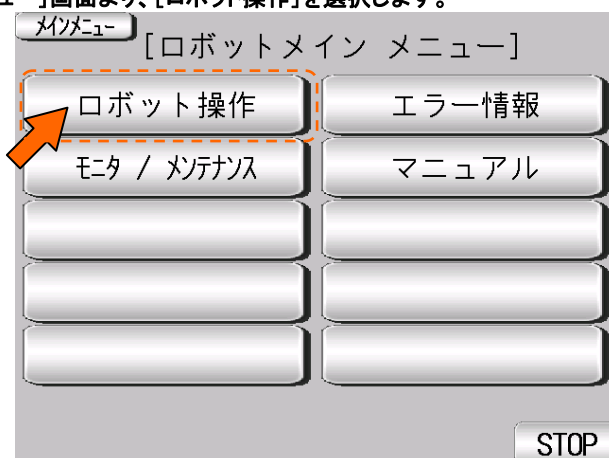 ュー]画面より、[ロボット操作]を選択します。
ﾒｲﾝﾒﾆｭｰ
[ロボットメイン メニュー]
ロボット操作
エラー情報
ﾓﾆﾀ / ﾒﾝﾃﾅﾝｽ
マニュアル
STOP